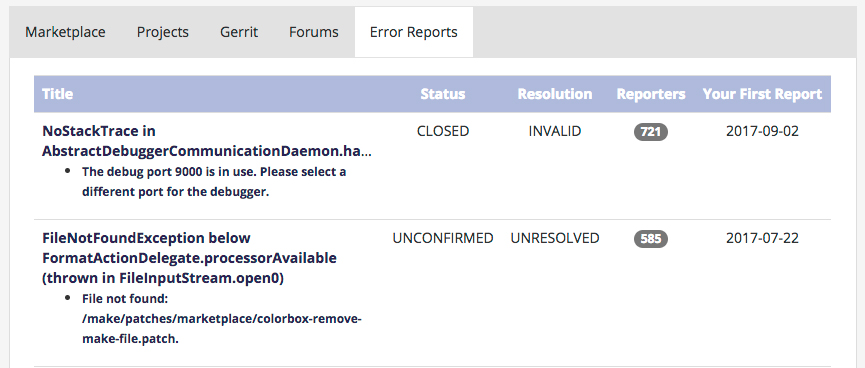 Marketplace Projects Gerrit Forums Error Reports
Title Status Resolution Reporters Your First Report
NoStackTrace in CLOSED INVALID 721 2017-09-02
AbstractDebuggerCommunicationDaemon.ha...
• The debug port 9000 is in use. Please select a
different port for the debugger.
FileNotFoundException below UNCONFIRMED UNRESOLVED 585 2017-07-22
FormatActionDelegate.processorAvailable
(thrown in FileInputStream.open0)
• File not found:
/make/patches/marketplace/colorbox-remove-
make-file.patch.